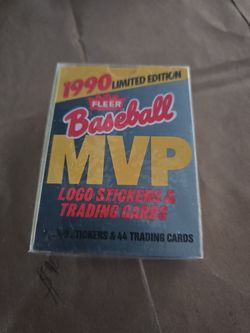 1990 LIMITED EDITION
FLEER
Baseball
MVP
LOGO STICKERS &
TRADING CARDS
STICKERS & 44 TRADING CARDS